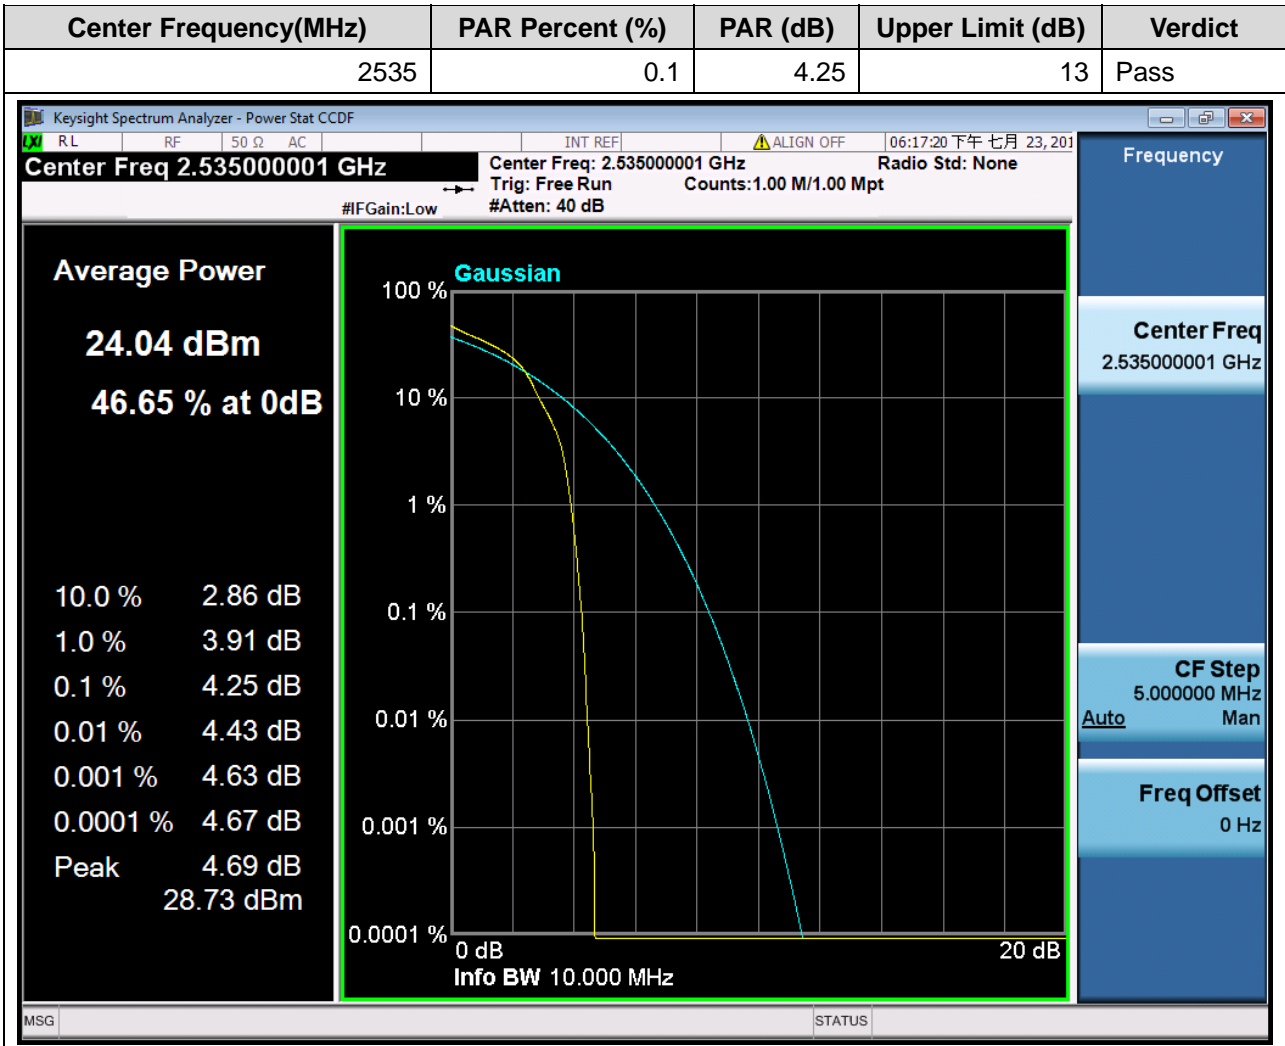 Center Frequency(MHz) PAR Percent (%) PAR (dB) Upper Limit (dB) Verdict
2535 0.1 4.25 13 Pass
Keysight Spectrum Analyzer - Power Stat CCDF
LXI RL RF 50 Ω AC INT REF ALIGN OFF 06:17:20 下午 七月 23, 201
Center Freq 2.535000001 GHz
Center Freq: 2.535000001 GHz Radio Std: None
Trig: Free Run Counts:1.00 M/1.00 Mpt
#IFGain:Low #Atten: 40 dB
Frequency
Average Power
24.04 dBm
46.65 % at 0dB
10.0 % 2.86 dB
1.0 % 3.91 dB
0.1 % 4.25 dB
0.01 % 4.43 dB
0.001 % 4.63 dB
0.0001 % 4.67 dB
Peak 4.69 dB
28.73 dBm
Gaussian
100 %
10 %
1 %
0.1 %
0.01 %
0.001 %
0.0001 %
0 dB 20 dB
Info BW 10.000 MHz
Center Freq
2.535000001 GHz
CF Step
5.000000 MHz
Auto Man
Freq Offset
0 Hz
MSG STATUS